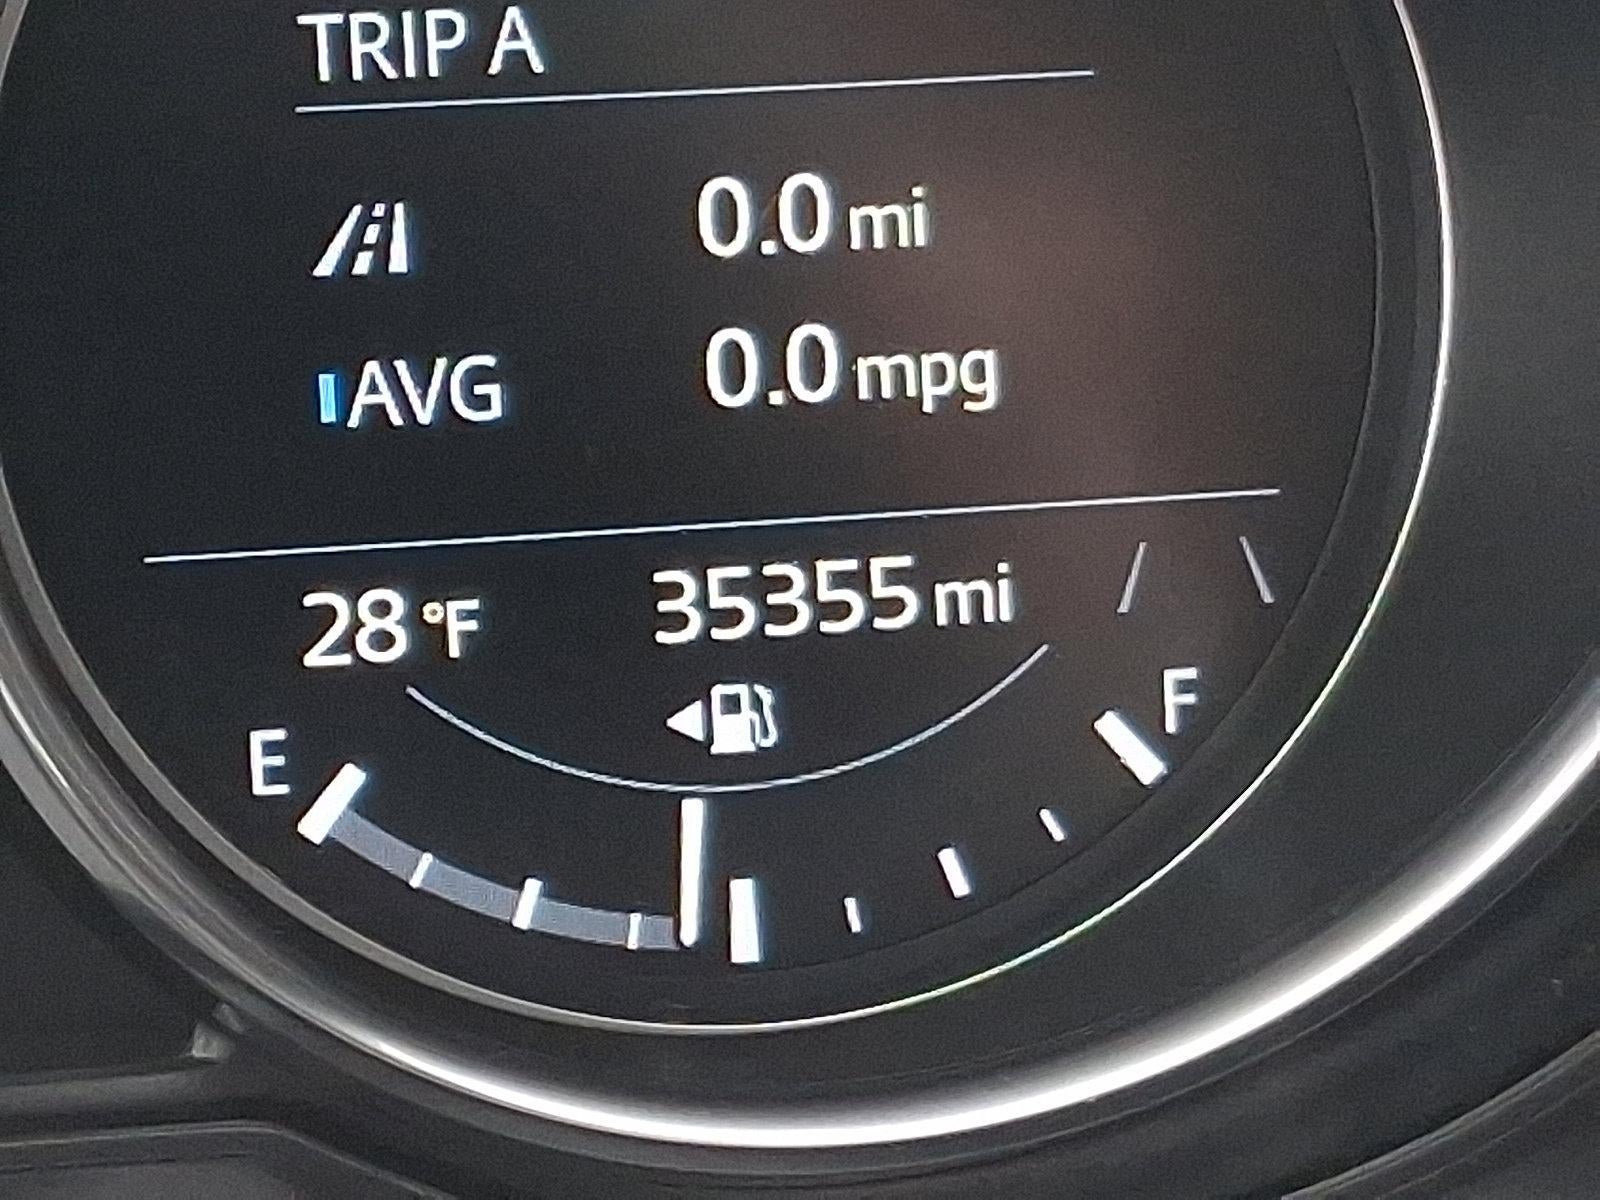 TRIP A
0.0 mi
AVG 0.0 mpg
28 °F 35355 mi
E F